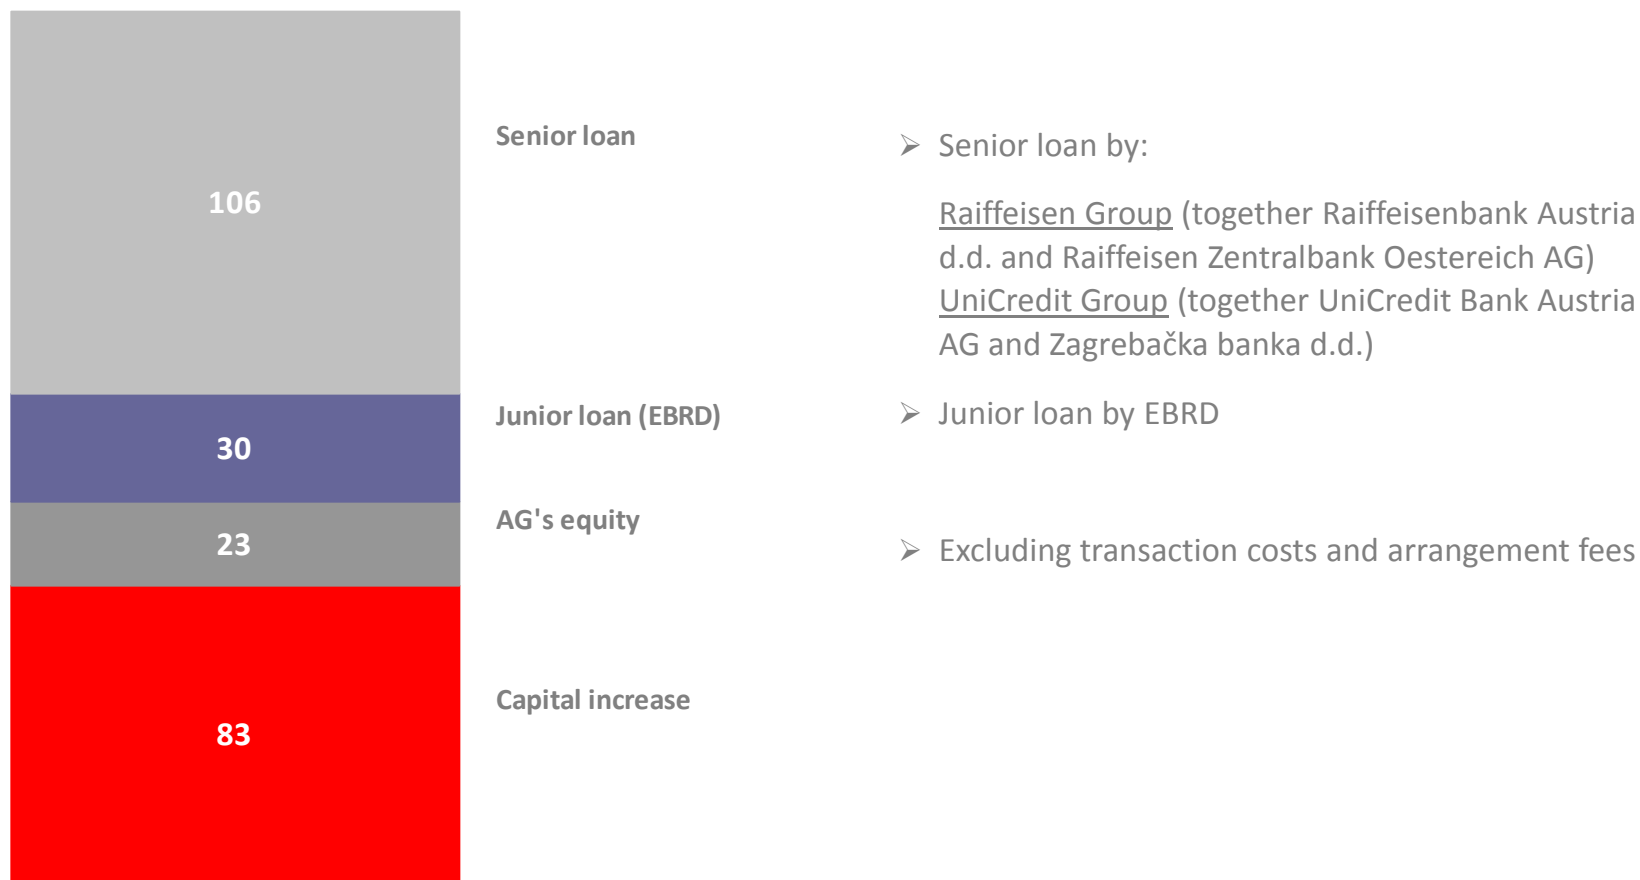 106
Senior loan
30
Junior loan (EBRD)
23
AG's equity
83
Capital increase
➢ Senior loan by:
Raiffeisen Group (together Raiffeisenbank Austria
d.d. and Raiffeisen Zentralbank Oestereich AG)
UniCredit Group (together UniCredit Bank Austria
AG and Zagrebačka banka d.d.)
➢ Junior loan by EBRD
➢ Excluding transaction costs and arrangement fees